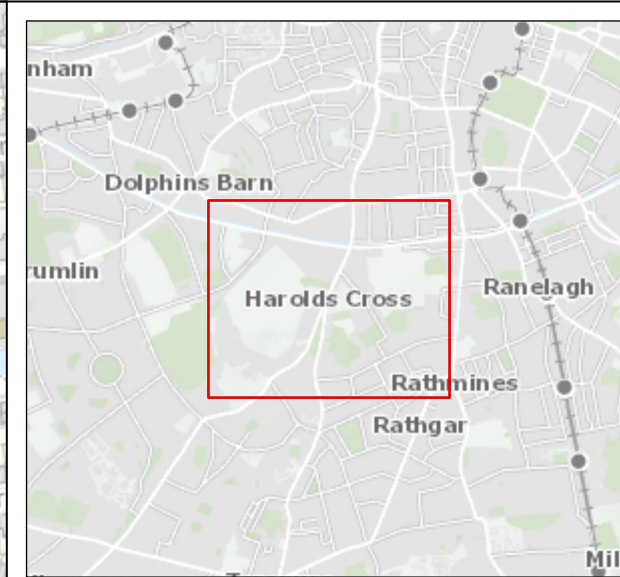 nham
Dolphins Barn
rumlin
Ranelagh
Harolds Cross
Rathmines
Rathgar
Mil